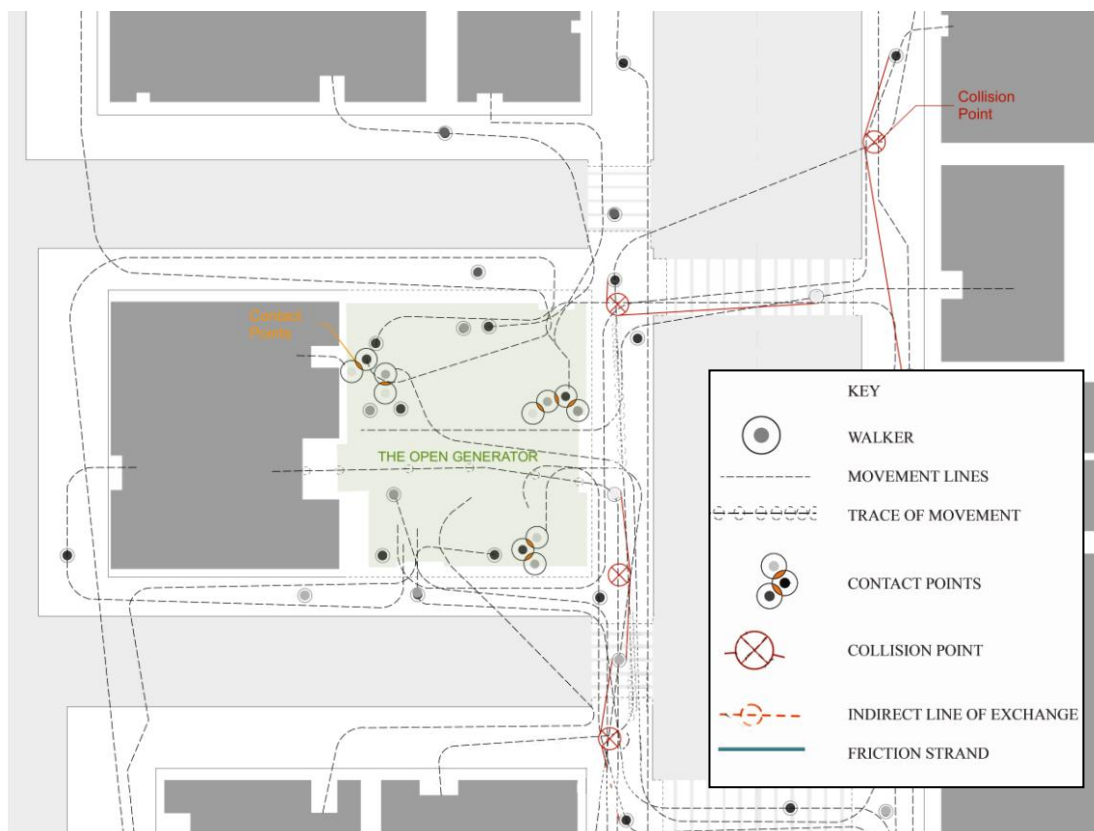 Collision
Point
Contact
Points
THE OPEN GENERATOR
KEY
WALKER
MOVEMENT LINES
TRACE OF MOVEMENT
CONTACT POINTS
COLLISION POINT
INDIRECT LINE OF EXCHANGE
FRICTION STRAND